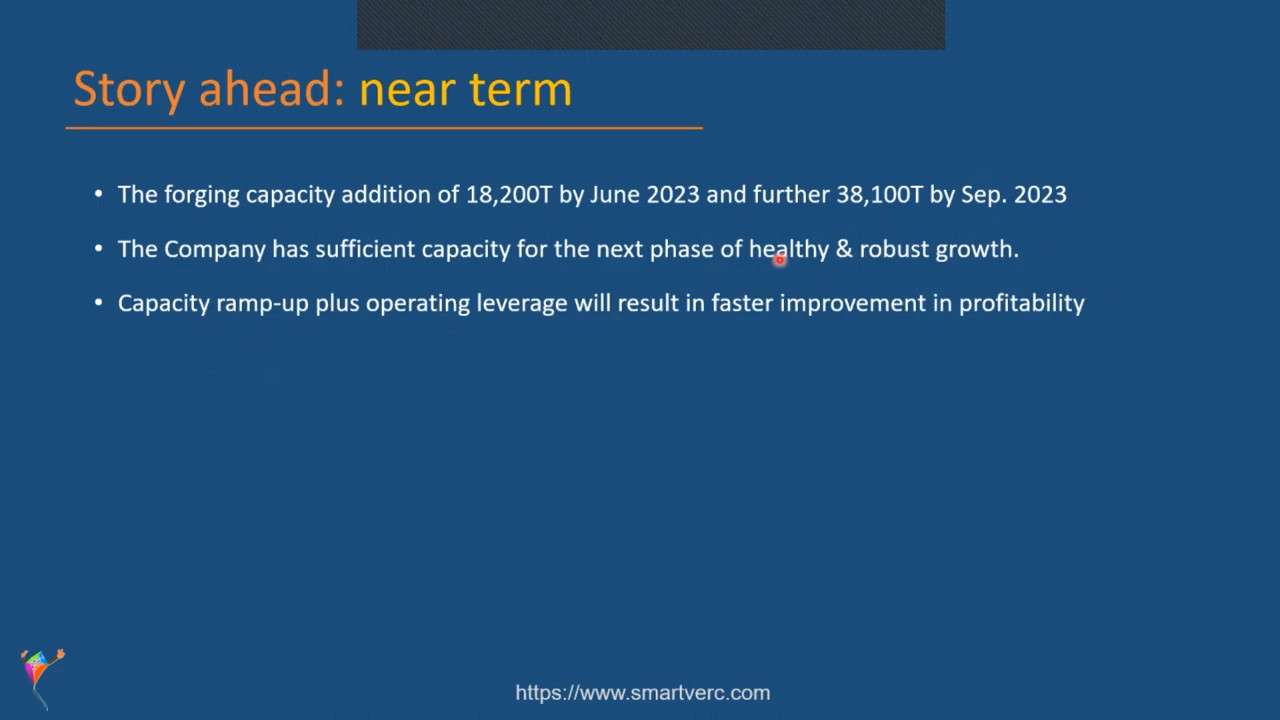 Story ahead: near term
• The forging capacity addition of 18,200T by June 2023 and further 38,100T by Sep. 2023
• The Company has sufficient capacity for the next phase of healthy & robust growth.
• Capacity ramp-up plus operating leverage will result in faster improvement in profitability
https://www.smartverc.com